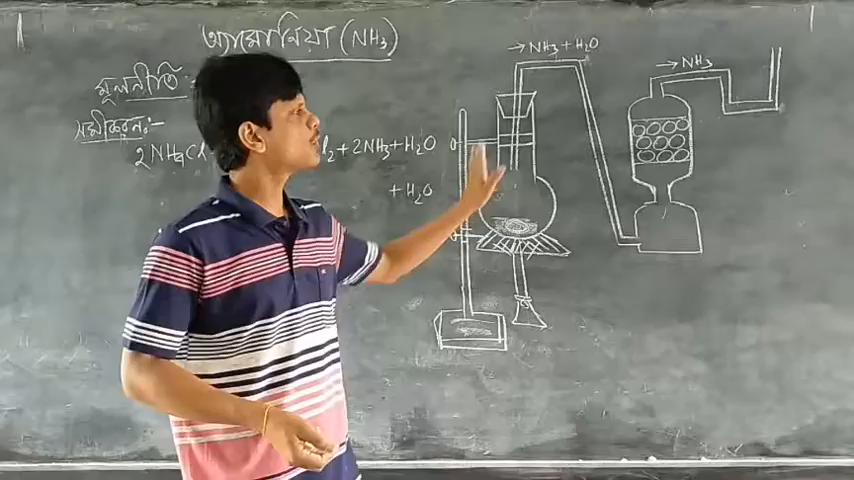 অ্যামোনিয়া (NH₃)
মূলনীতি
সমীকরণ:-
2NH₄Cl
l₂+2NH₃+H₂O
+H₂O
→NH₃+H₂O
→NH₃